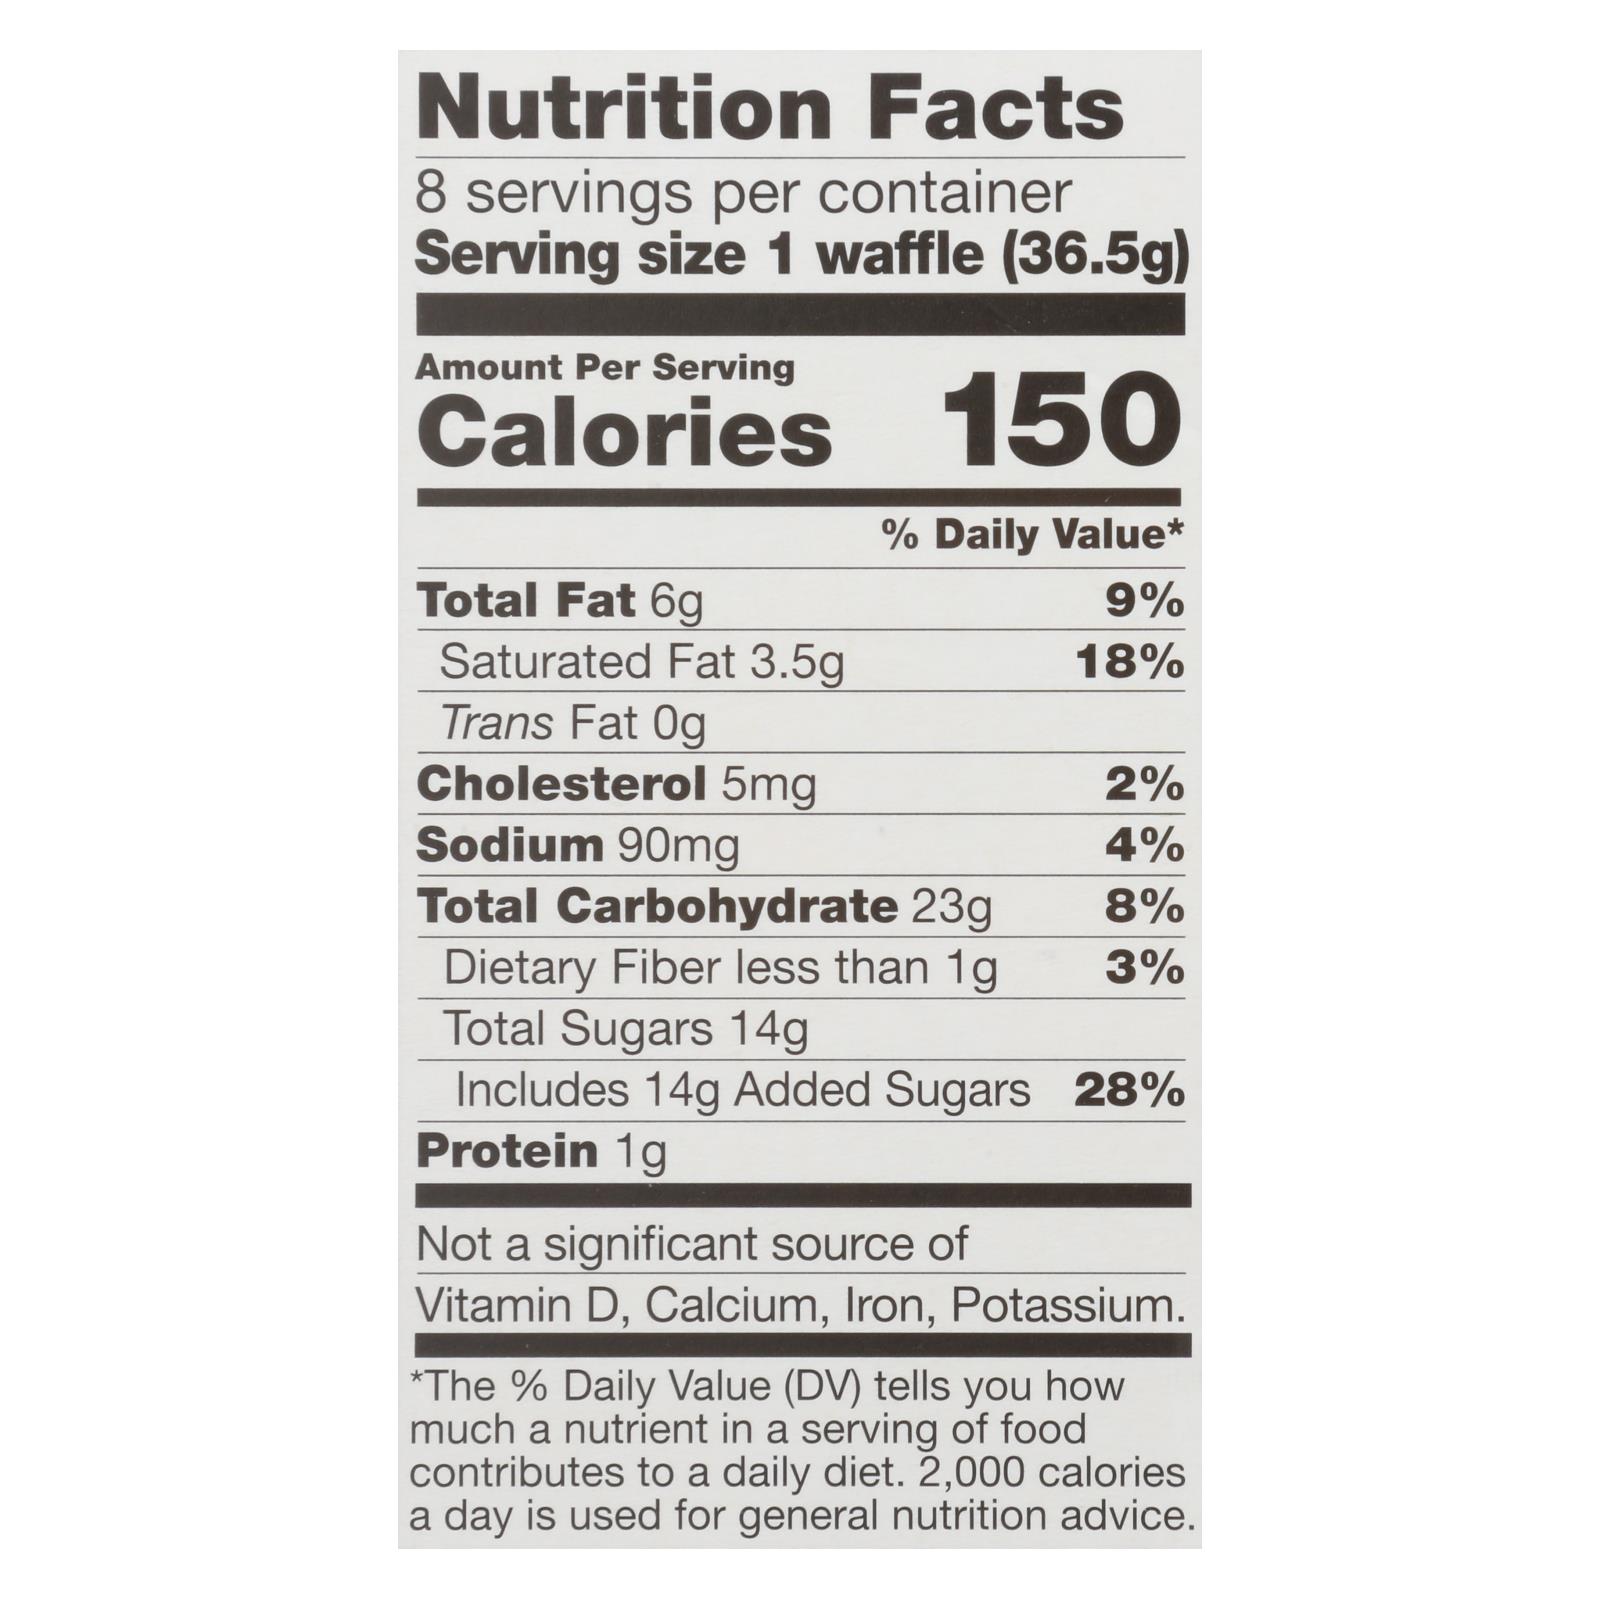 Nutrition Facts
8 servings per container
Serving size 1 waffle (36.5g)
Amount Per Serving
Calories 150
% Daily Value*
Total Fat 6g 9%
Saturated Fat 3.5g 18%
Trans Fat 0g
Cholesterol 5mg 2%
Sodium 90mg 4%
Total Carbohydrate 23g 8%
Dietary Fiber less than 1g 3%
Total Sugars 14g
Includes 14g Added Sugars 28%
Protein 1g
Not a significant source of
Vitamin D, Calcium, Iron, Potassium.
*The % Daily Value (DV) tells you how
much a nutrient in a serving of food
contributes to a daily diet. 2,000 calories
a day is used for general nutrition advice.